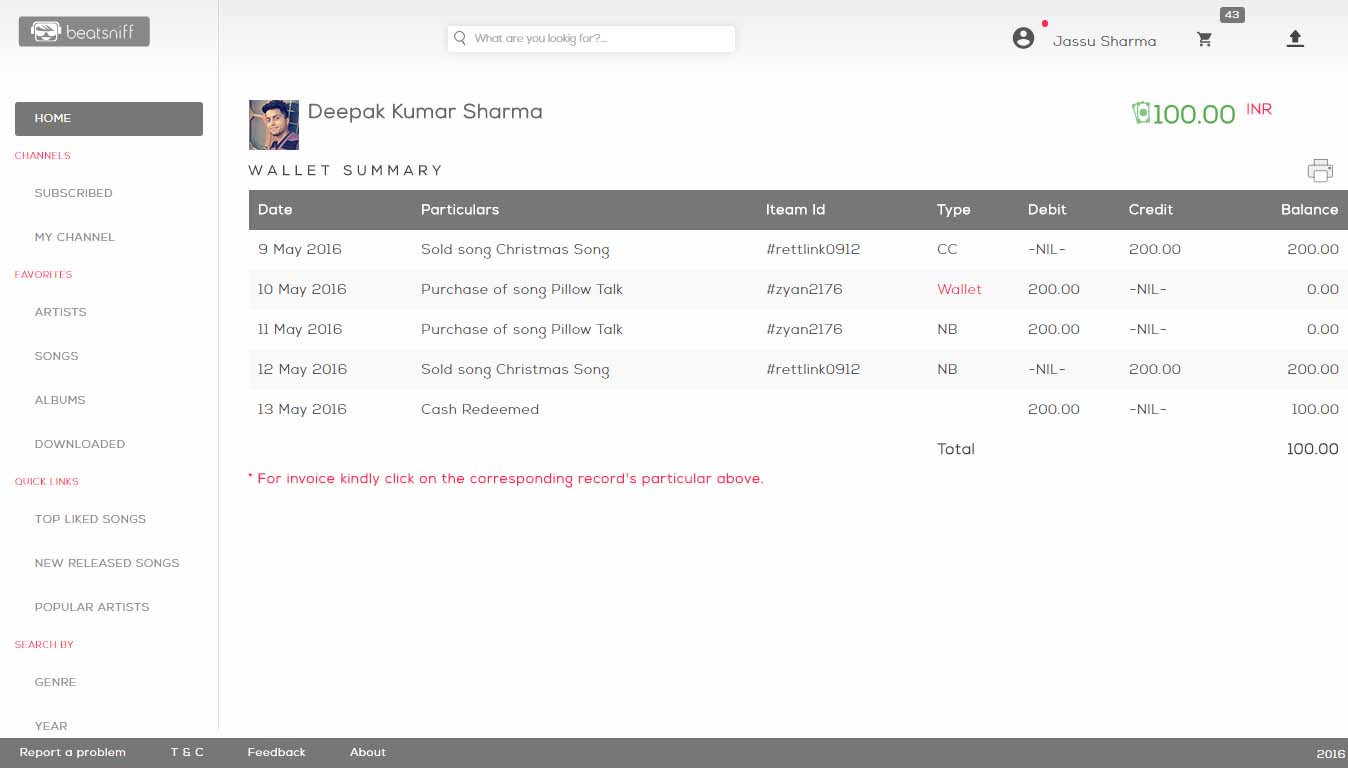 beatsniff
What are you lookig for?...
Jassu Sharma
43
HOME
CHANNELS
SUBSCRIBED
MY CHANNEL
FAVORITES
ARTISTS
SONGS
ALBUMS
DOWNLOADED
QUICK LINKS
TOP LIKED SONGS
NEW RELEASED SONGS
POPULAR ARTISTS
SEARCH BY
GENRE
YEAR
Deepak Kumar Sharma
100.00 INR
WALLET SUMMARY
Date Particulars Iteam Id Type Debit Credit Balance
9 May 2016 Sold song Christmas Song #rettlink0912 CC -NIL- 200.00 200.00
10 May 2016 Purchase of song Pillow Talk #zyan2176 Wallet 200.00 -NIL- 0.00
11 May 2016 Purchase of song Pillow Talk #zyan2176 NB 200.00 -NIL- 0.00
12 May 2016 Sold song Christmas Song #rettlink0912 NB -NIL- 200.00 200.00
13 May 2016 Cash Redeemed 200.00 -NIL- 100.00
Total 100.00
* For invoice kindly click on the corresponding record's particular above.
Report a problem T & C Feedback About 2016